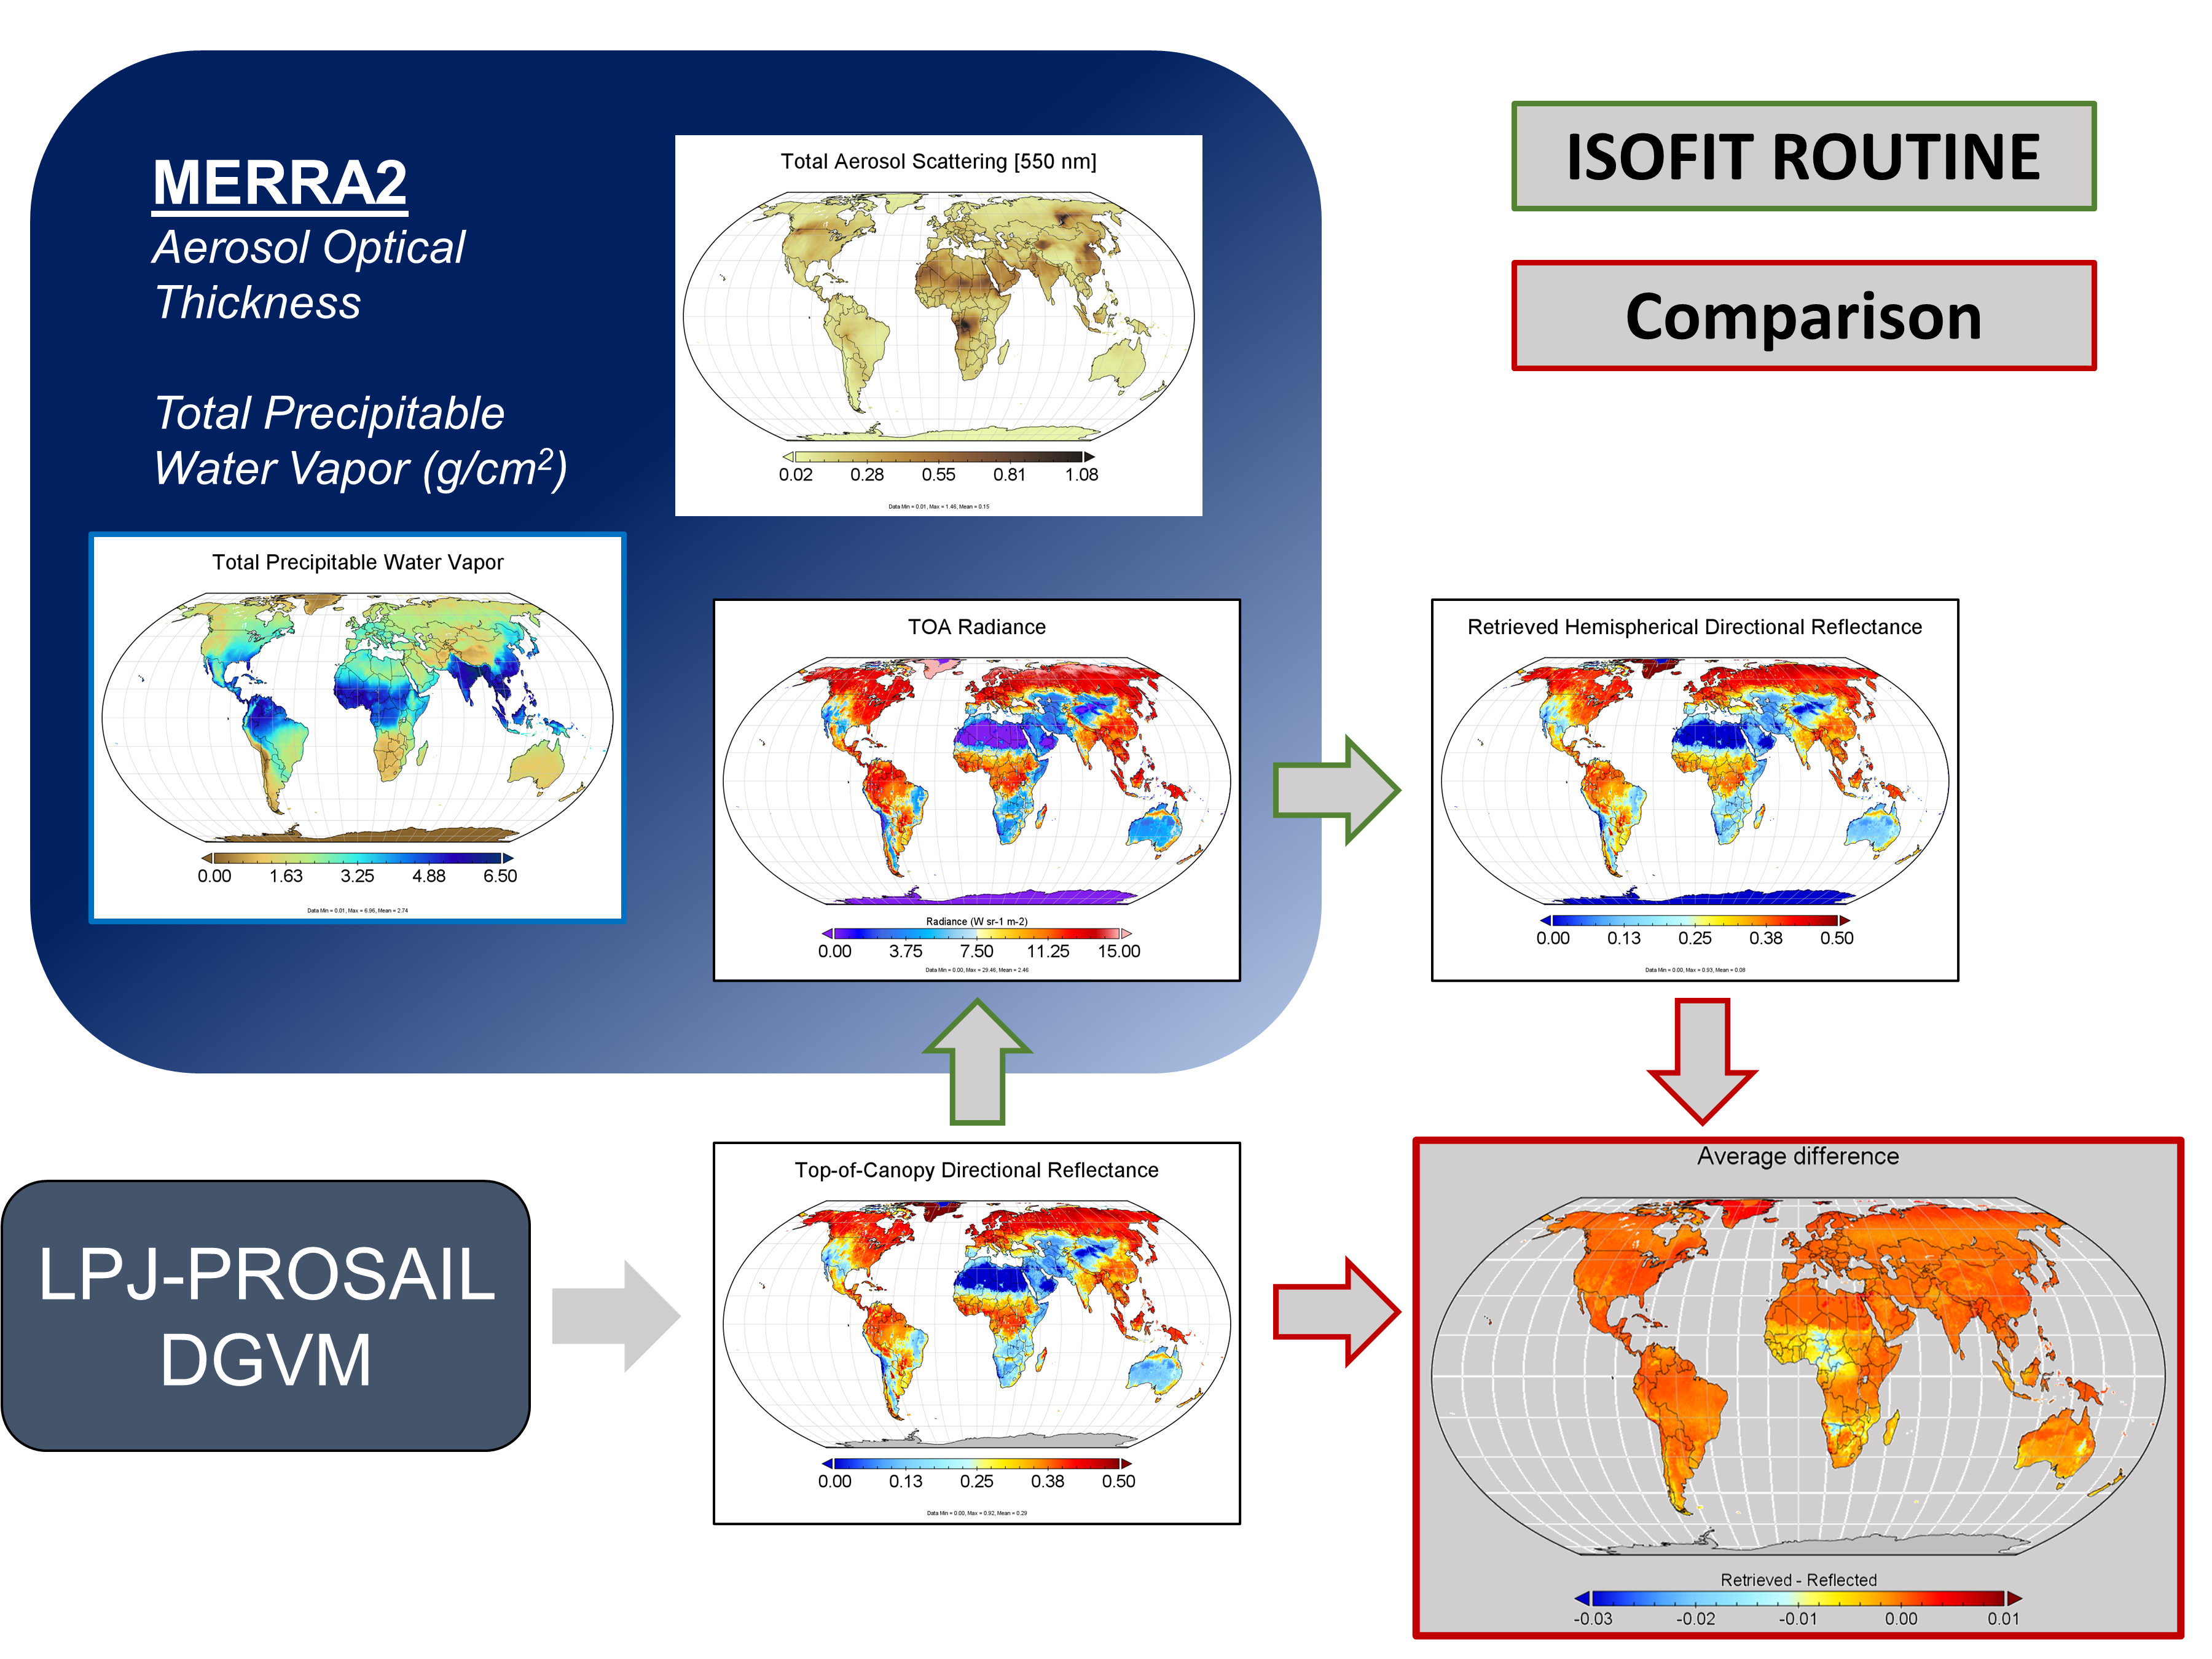 MERRA2
Aerosol Optical
Thickness
Total Precipitable
Water Vapor (g/cm²)
Total Aerosol Scattering [550 nm]
0.02 0.28 0.55 0.81 1.08
Data Min = 0.01, Max = 1.46, Mean = 0.15
ISOFIT ROUTINE
Comparison
Total Precipitable Water Vapor
0.00 1.63 3.25 4.88 6.50
Data Min = 0.01, Max = 6.96, Mean = 2.74
TOA Radiance
Radiance (W sr-1 m-2)
0.00 3.75 7.50 11.25 15.00
Data Min = 0.00, Max = 29.46, Mean = 2.46
Retrieved Hemispherical Directional Reflectance
0.00 0.13 0.25 0.38 0.50
Data Min = 0.00, Max = 0.93, Mean = 0.08
LPJ-PROSAIL
DGVM
Top-of-Canopy Directional Reflectance
0.00 0.13 0.25 0.38 0.50
Data Min = 0.00, Max = 0.92, Mean = 0.29
Average difference
Retrieved - Reflected
-0.03 -0.02 -0.01 0.00 0.01